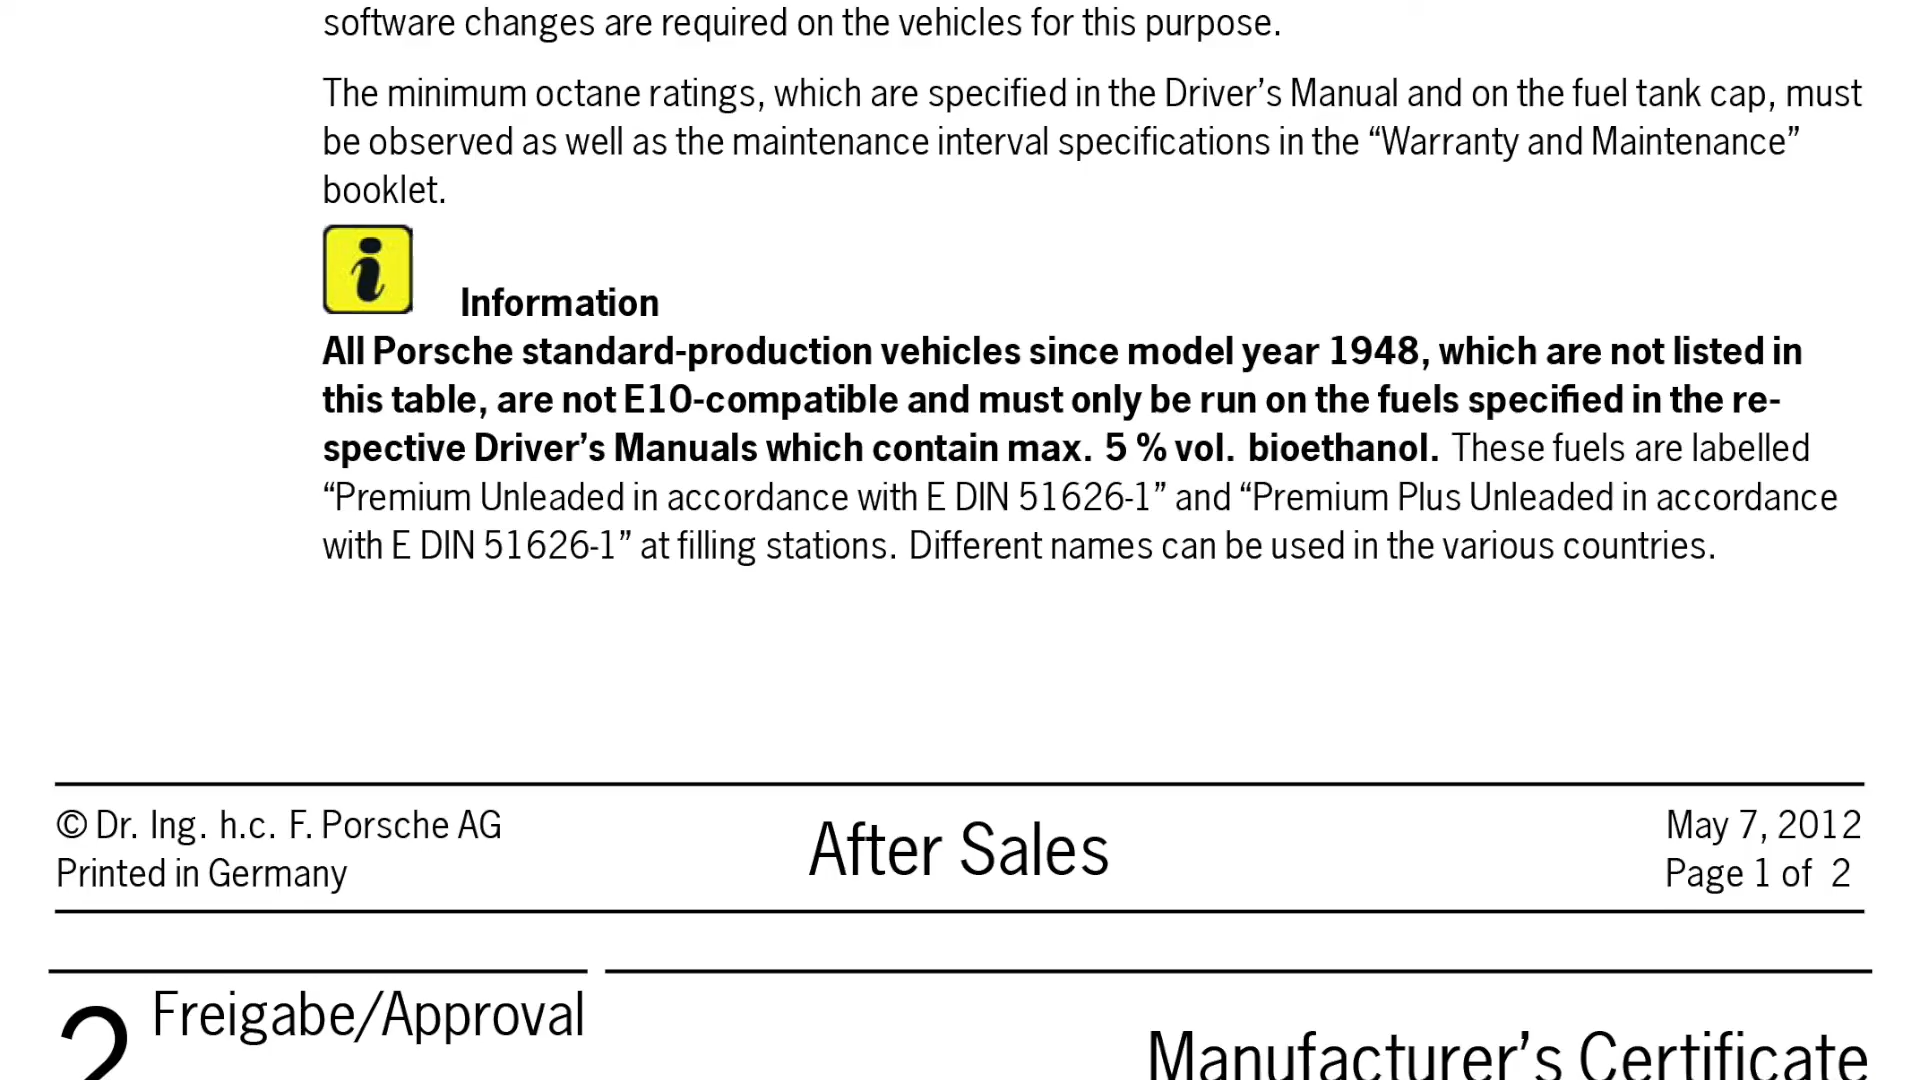 software changes are required on the vehicles for this purpose.
The minimum octane ratings, which are specified in the Driver’s Manual and on the fuel tank cap, must
be observed as well as the maintenance interval specifications in the “Warranty and Maintenance”
booklet.
i
Information
All Porsche standard-production vehicles since model year 1948, which are not listed in
this table, are not E10-compatible and must only be run on the fuels specified in the re-
spective Driver’s Manuals which contain max. 5 % vol. bioethanol. These fuels are labelled
“Premium Unleaded in accordance with E DIN 51626-1” and “Premium Plus Unleaded in accordance
with E DIN 51626-1” at filling stations. Different names can be used in the various countries.
© Dr. Ing. h.c. F. Porsche AG
Printed in Germany
After Sales
May 7, 2012
Page 1 of 2
2
Freigabe/Approval
Manufacturer’s Certificate